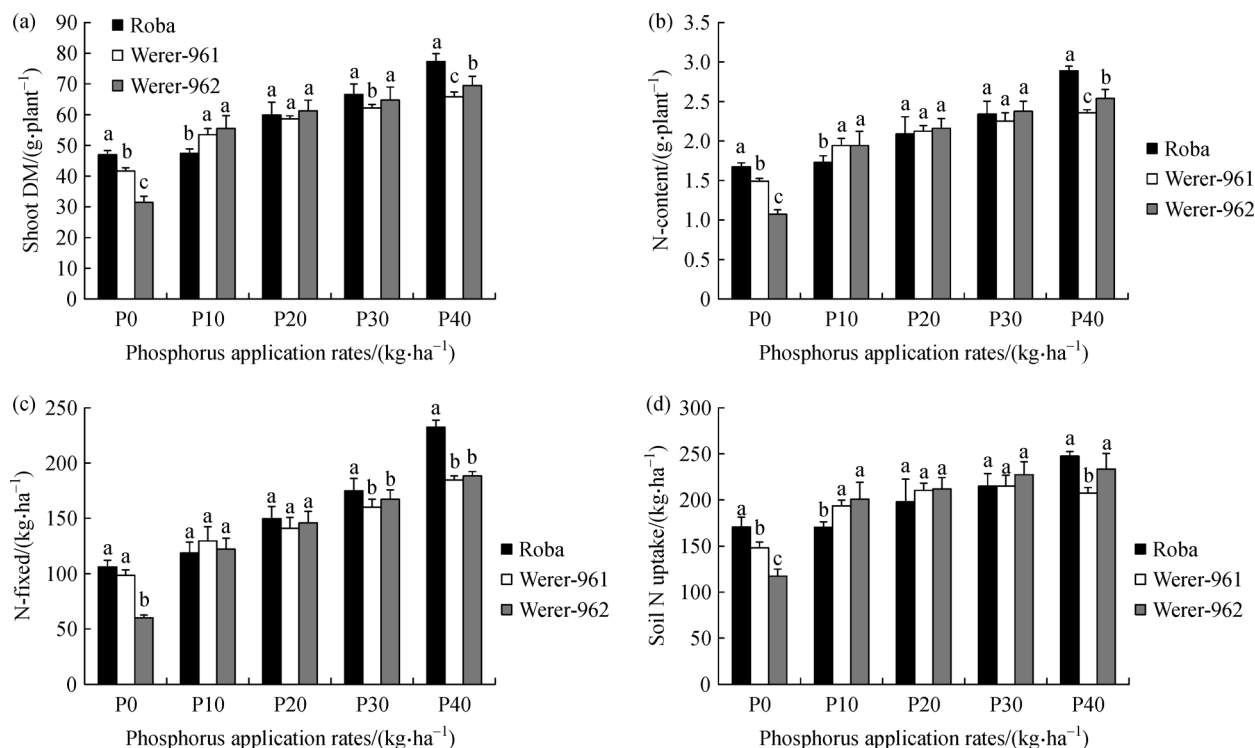 (a)
Shoot DM/(g·plant⁻¹)
90
80
70
60
50
40
30
20
10
0
Roba
Werer-961
Werer-962
a b c
b a a
a a a
a b a
a c b
P0 P10 P20 P30 P40
Phosphorus application rates/(kg·ha⁻¹)
(b)
N-content/(g·plant⁻¹)
3.5
3.0
2.5
2.0
1.5
1.0
0.5
0
a b c
b a a
a a a
a a a
a c b
Roba
Werer-961
Werer-962
P0 P10 P20 P30 P40
Phosphorus application rates/(kg·ha⁻¹)
(c)
N-fixed/(kg·ha⁻¹)
250
200
150
100
50
0
a a b
a a a
a a a
a b b
a b b
Roba
Werer-961
Werer-962
P0 P10 P20 P30 P40
Phosphorus application rates/(kg·ha⁻¹)
(d)
Soil N uptake/(kg·ha⁻¹)
300
250
200
150
100
50
0
a b c
b a a
a a a
a a a
a b a
Roba
Werer-961
Werer-962
P0 P10 P20 P30 P40
Phosphorus application rates/(kg·ha⁻¹)